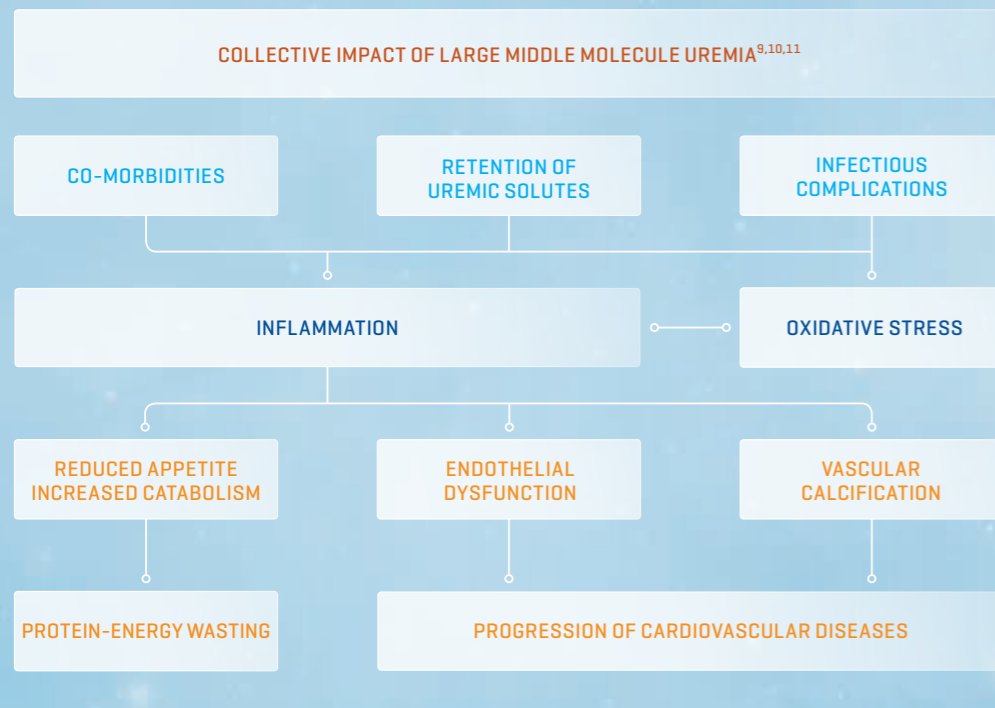 COLLECTIVE IMPACT OF LARGE MIDDLE MOLECULE UREMIA9,10,11
CO-MORBIDITIES
RETENTION OF
UREMIC SOLUTES
INFECTIOUS
COMPLICATIONS
INFLAMMATION
OXIDATIVE STRESS
REDUCED APPETITE
INCREASED CATABOLISM
ENDOTHELIAL
DYSFUNCTION
VASCULAR
CALCIFICATION
PROTEIN-ENERGY WASTING
PROGRESSION OF CARDIOVASCULAR DISEASES